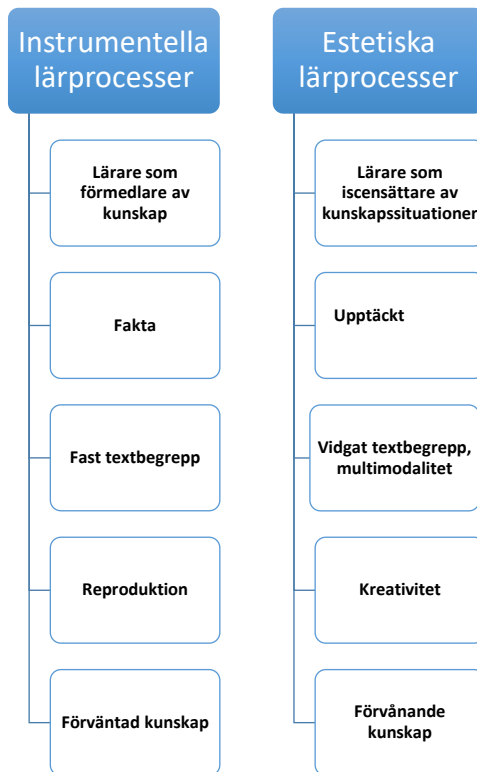 Instrumentella
lärprocesser
Lärare som
förmedlare av
kunskap
Fakta
Fast textbegrepp
Reproduktion
Förväntad kunskap
Estetiska
lärprocesser
Lärare som
iscensättare av
kunskapssituationer
Upptäckt
Vidgat textbegrepp,
multimodalitet
Kreativitet
Förvånande
kunskap